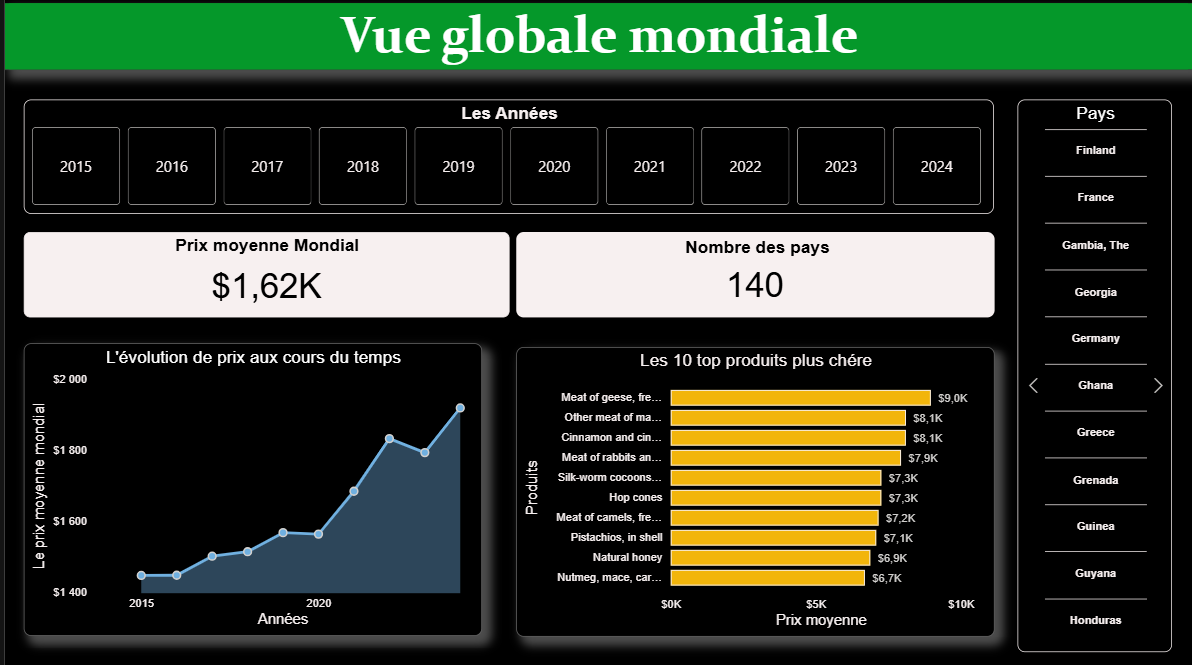 Vue globale mondiale
Les Années
2015 2016 2017 2018 2019 2020 2021 2022 2023 2024
Prix moyenne Mondial
$1,62K
Nombre des pays
140
L'évolution de prix aux cours du temps
Le prix moyenne mondial
$2 000
$1 800
$1 600
$1 400
2015 2020
Années
Les 10 top produits plus chére
Produits
Meat of geese, fre... $9,0K
Other meat of ma... $8,1K
Cinnamon and cin... $8,1K
Meat of rabbits an... $7,9K
Silk-worm cocoons... $7,3K
Hop cones $7,3K
Meat of camels, fre... $7,2K
Pistachios, in shell $7,1K
Natural honey $6,9K
Nutmeg, mace, car... $6,7K
$0K $5K $10K
Prix moyenne
Pays
Finland
France
Gambia, The
Georgia
Germany
Ghana
Greece
Grenada
Guinea
Guyana
Honduras